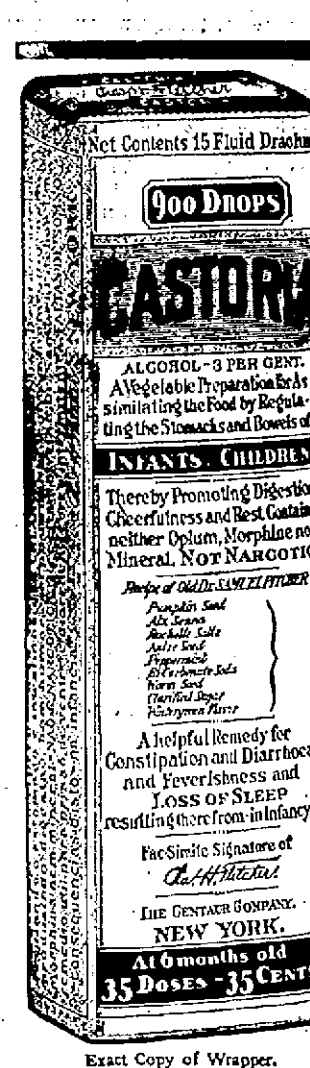 Net Contents 15 Fluid Drachm
900 DROPS
CASTORIA
ALCOHOL-3 PER CENT.
A Vegetable Preparation for As
similating the Food by Regula-
ting the Stomachs and Bowels of
INFANTS. CHILDREN
Thereby Promoting Digestion
Cheerfulness and Rest. Contain
neither Opium, Morphine no
Mineral. NOT NARCOTIC
Recipe of Old Dr. SAMUEL PITCHER
Pumpkin Seed
Alx Senna
Rochelle Salts
Anise Seed
Peppermint
Bi Carbonate Soda
Worm Seed
Clarified Sugar
Wintergreen Flavor
A helpful Remedy for
Constipation and Diarrhoea
and Feverishness and
LOSS OF SLEEP
resulting therefrom in Infancy
Fac-Simile Signature of
Chas. H. Fletcher.
THE CENTAUR COMPANY.
NEW YORK.
At 6 months old
35 DOSES - 35 CENTS
Exact Copy of Wrapper.